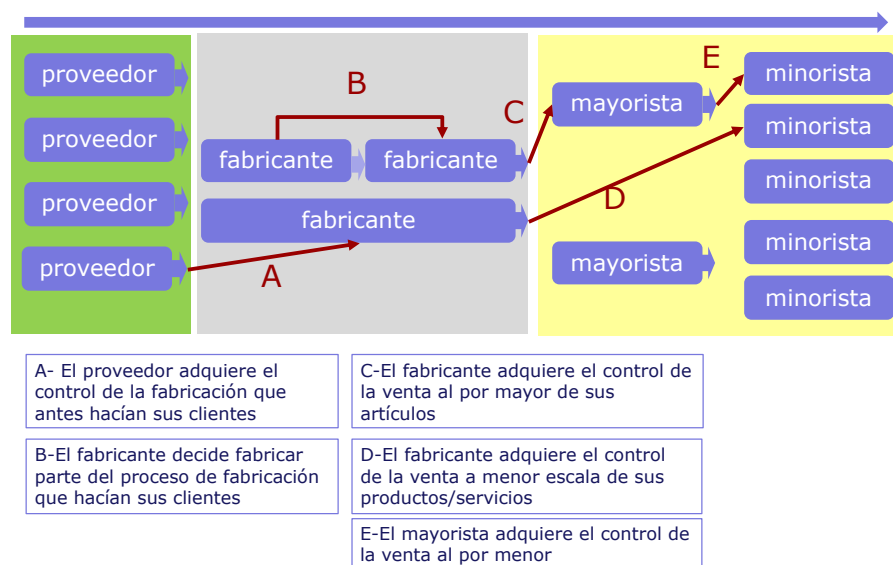 proveedor
proveedor
proveedor
proveedor
A
B
fabricante
fabricante
fabricante
C
D
E
mayorista
mayorista
minorista
minorista
minorista
minorista
minorista
A- El proveedor adquiere el
control de la fabricación que
antes hacían sus clientes
B-El fabricante decide fabricar
parte del proceso de fabricación
que hacían sus clientes
C-El fabricante adquiere el control de
la venta al por mayor de sus
artículos
D-El fabricante adquiere el control
de la venta a menor escala de sus
productos/servicios
E-El mayorista adquiere el control de
la venta al por menor